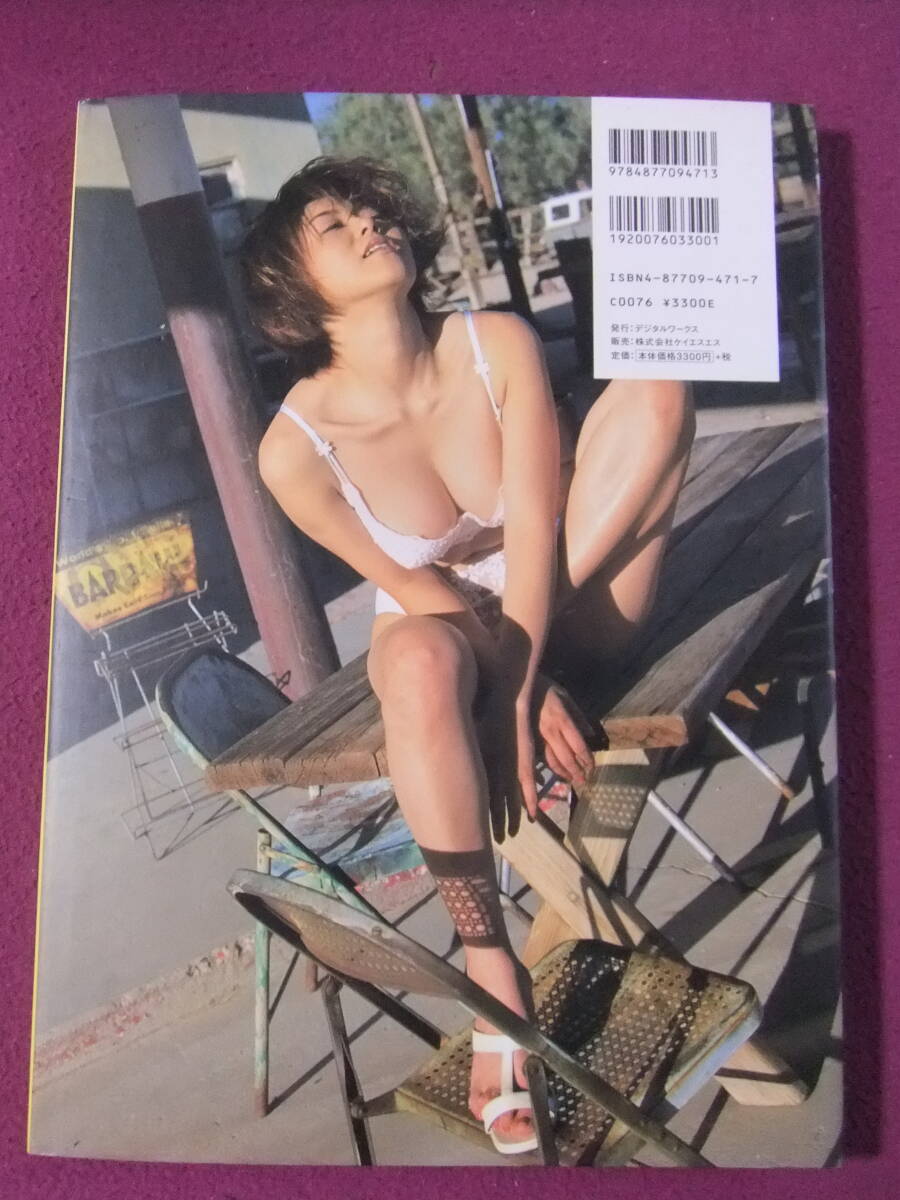 9784877094713
1920076033001
ISBN4-87709-471-7
C0076 ¥3300E
発行：デジタルワークス
販売：株式会社ケイエスエス
定価：本体価格3300円+税